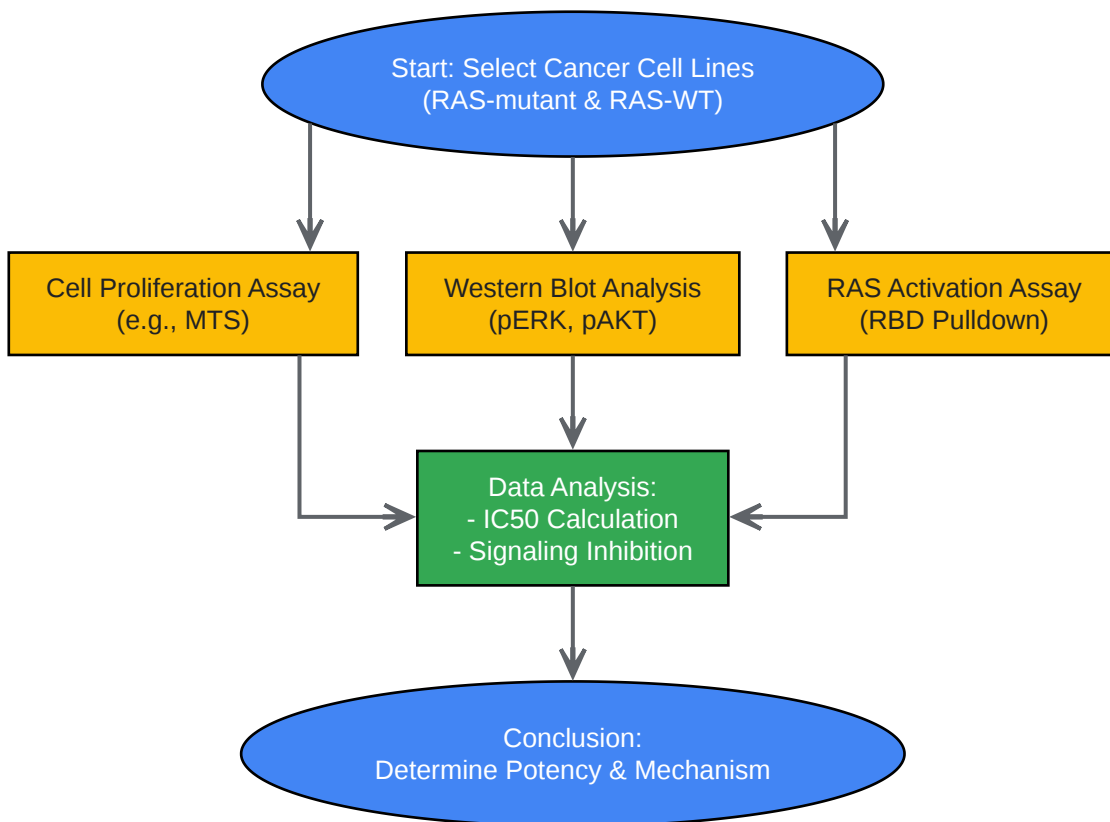 Start: Select Cancer Cell Lines
(RAS-mutant & RAS-WT)
Cell Proliferation Assay
(e.g., MTS)
Western Blot Analysis
(pERK, pAKT)
RAS Activation Assay
(RBD Pulldown)
Data Analysis:
- IC50 Calculation
- Signaling Inhibition
Conclusion:
Determine Potency & Mechanism